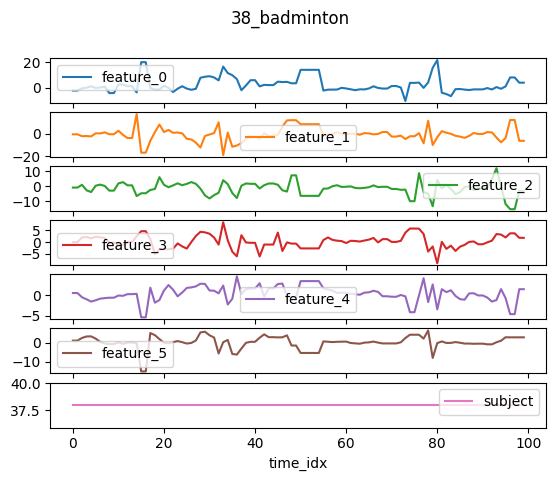 38_badminton
20
0
feature_0
0
−20
feature_1
10
0
−10
feature_2
5
0
−5
feature_3
0
−5
feature_4
0
−10
feature_5
40.0
37.5
subject
0 20 40 60 80 100
time_idx